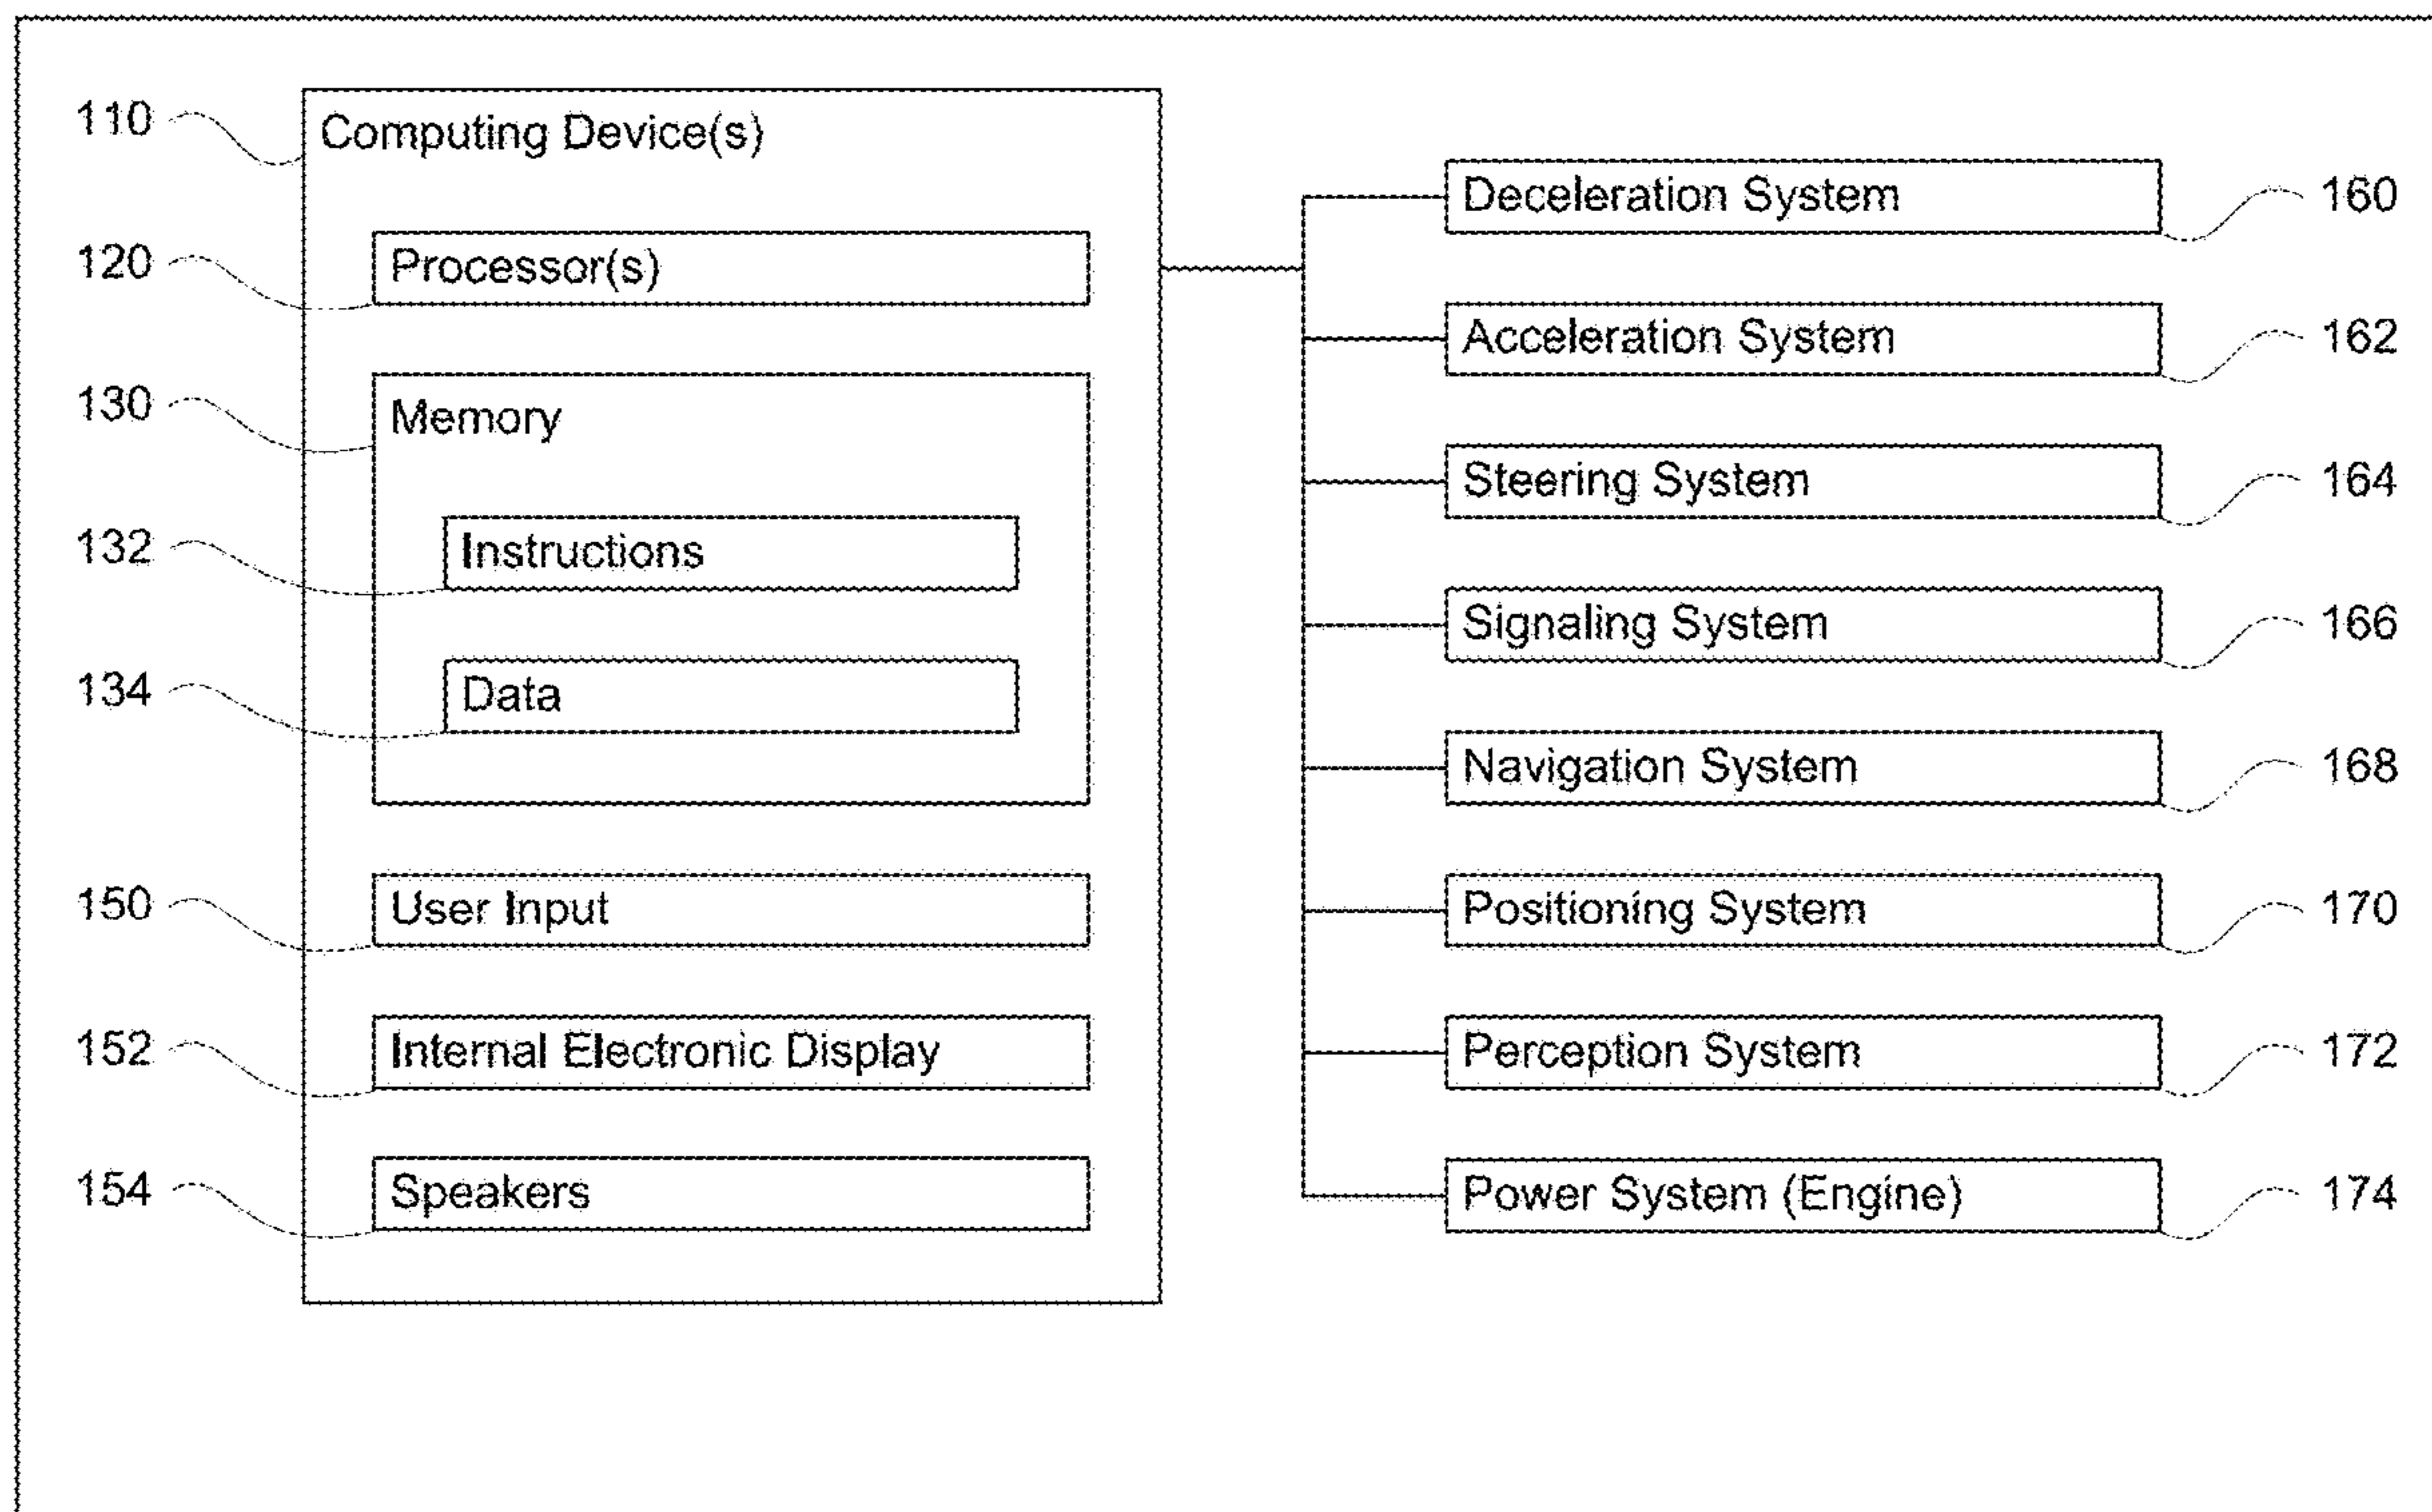 110
Computing Device(s)
120
Processor(s)
130
Memory
132
Instructions
134
Data
150
User Input
152
Internal Electronic Display
154
Speakers
Deceleration System
160
Acceleration System
162
Steering System
164
Signaling System
166
Navigation System
168
Positioning System
170
Perception System
172
Power System (Engine)
174